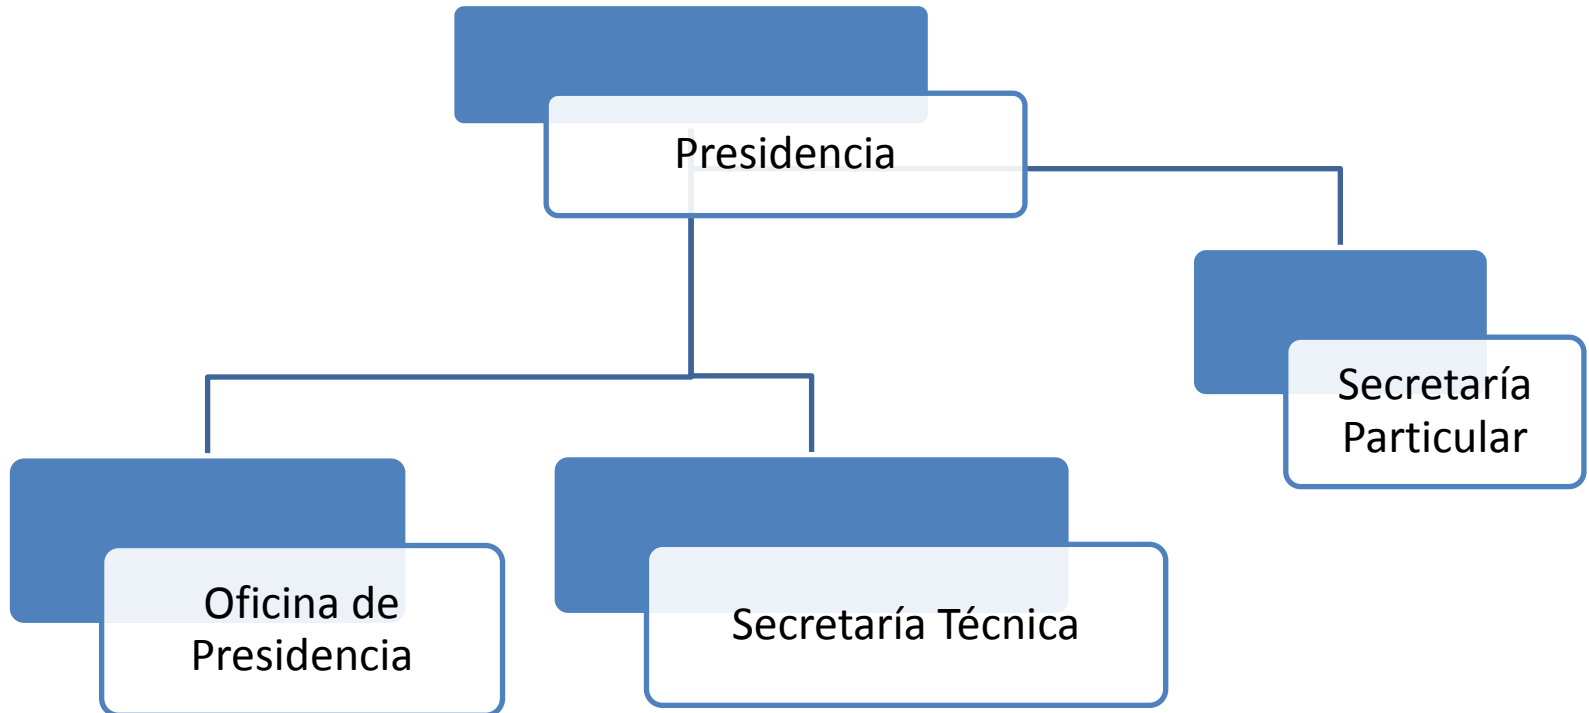 Presidencia
Secretaría
Particular
Oficina de
Presidencia
Secretaría Técnica